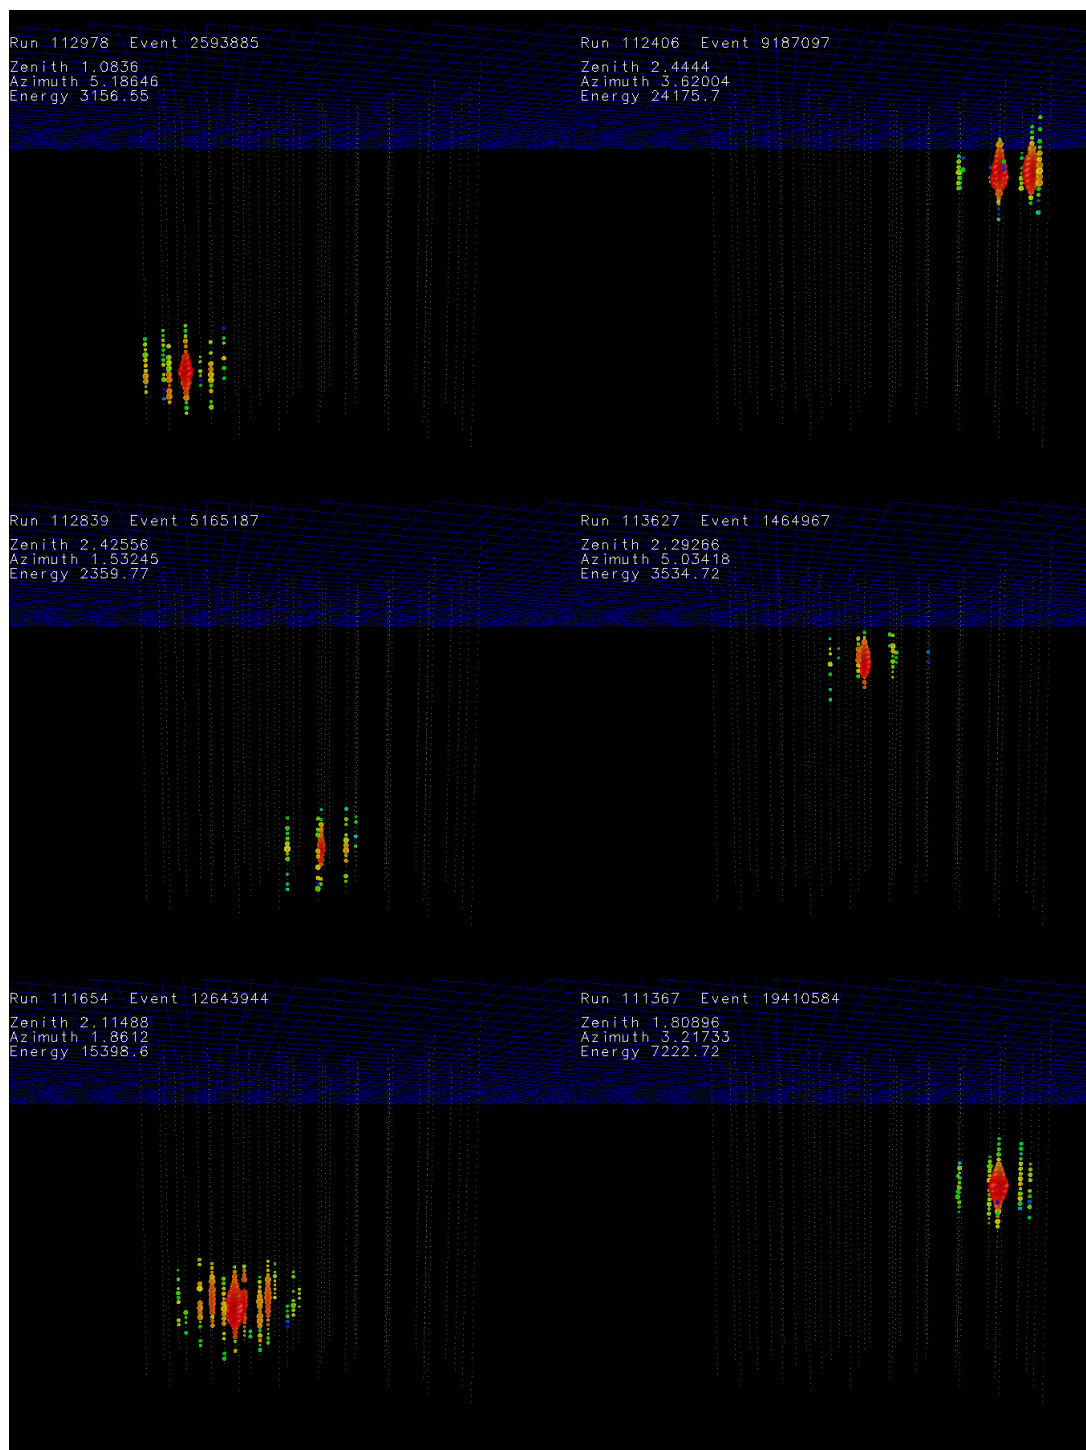 Run 112978  Event 2593885
Zenith 1.0836
Azimuth 5.18646
Energy 3156.55
Run 112406  Event 9187097
Zenith 2.4444
Azimuth 3.62004
Energy 24175.7
Run 112839  Event 5165187
Zenith 2.42556
Azimuth 1.53245
Energy 2359.77
Run 113627  Event 1464967
Zenith 2.29266
Azimuth 5.03418
Energy 3534.72
Run 111654  Event 12643944
Zenith 2.11488
Azimuth 1.8612
Energy 15398.6
Run 111367  Event 19410584
Zenith 1.80896
Azimuth 3.21733
Energy 7222.72